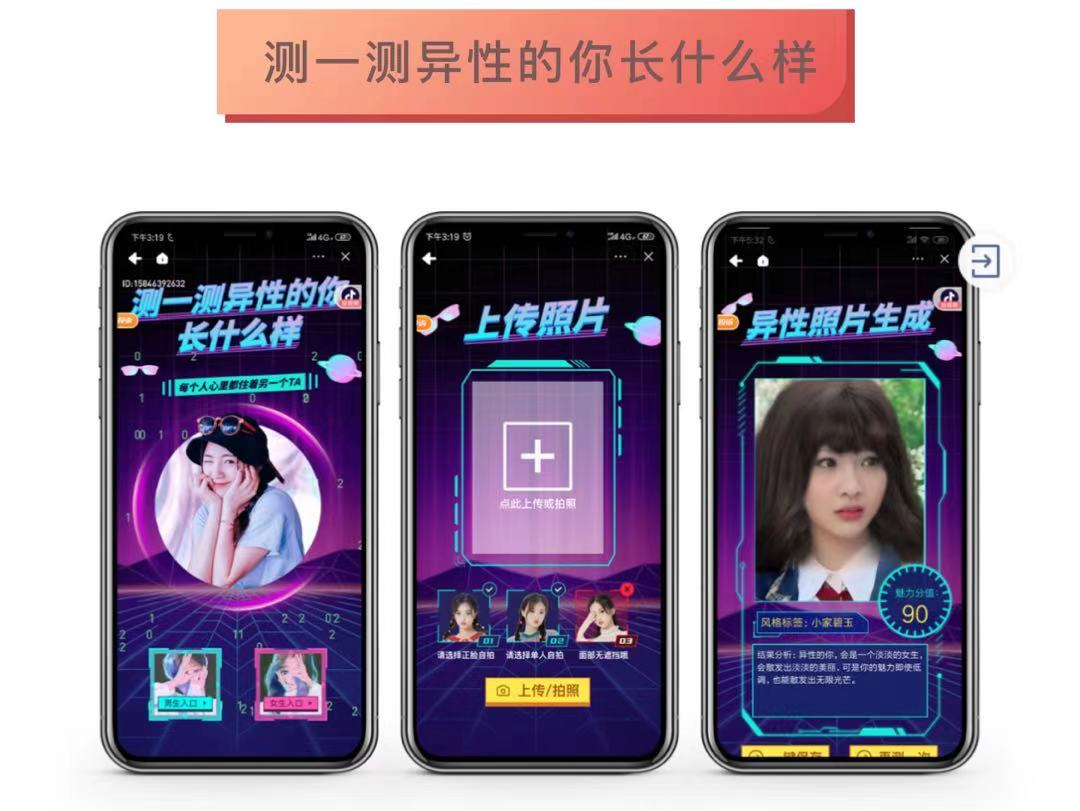 测一测异性的你长什么样
下午3:19
4G
ID:15846392632
测一测异性的你
长什么样
每个人心里都住着另一个TA
男生入口
女生入口
下午3:19
4G
上传照片
点此上传或拍照
01
02
03
请选择正脸自拍
请选择单人自拍
面部无遮挡哦
上传/拍照
下午5:32
异性照片生成
魅力分值:
90
风格标签:小家碧玉
结果分析:异性的你,会是一个淡淡的女生,
会散发出淡淡的美丽,可是你的魅力即使低
调,也能散发出无限光芒。
一键保存
再测一次